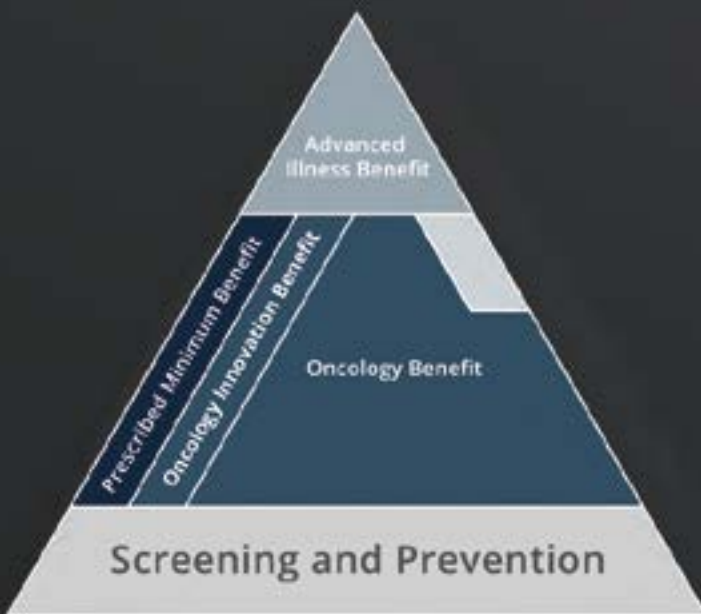 Advanced
Illness Benefit
Prescribed Minimum Benefit
Oncology Innovation Benefit
Oncology Benefit
Screening and Prevention